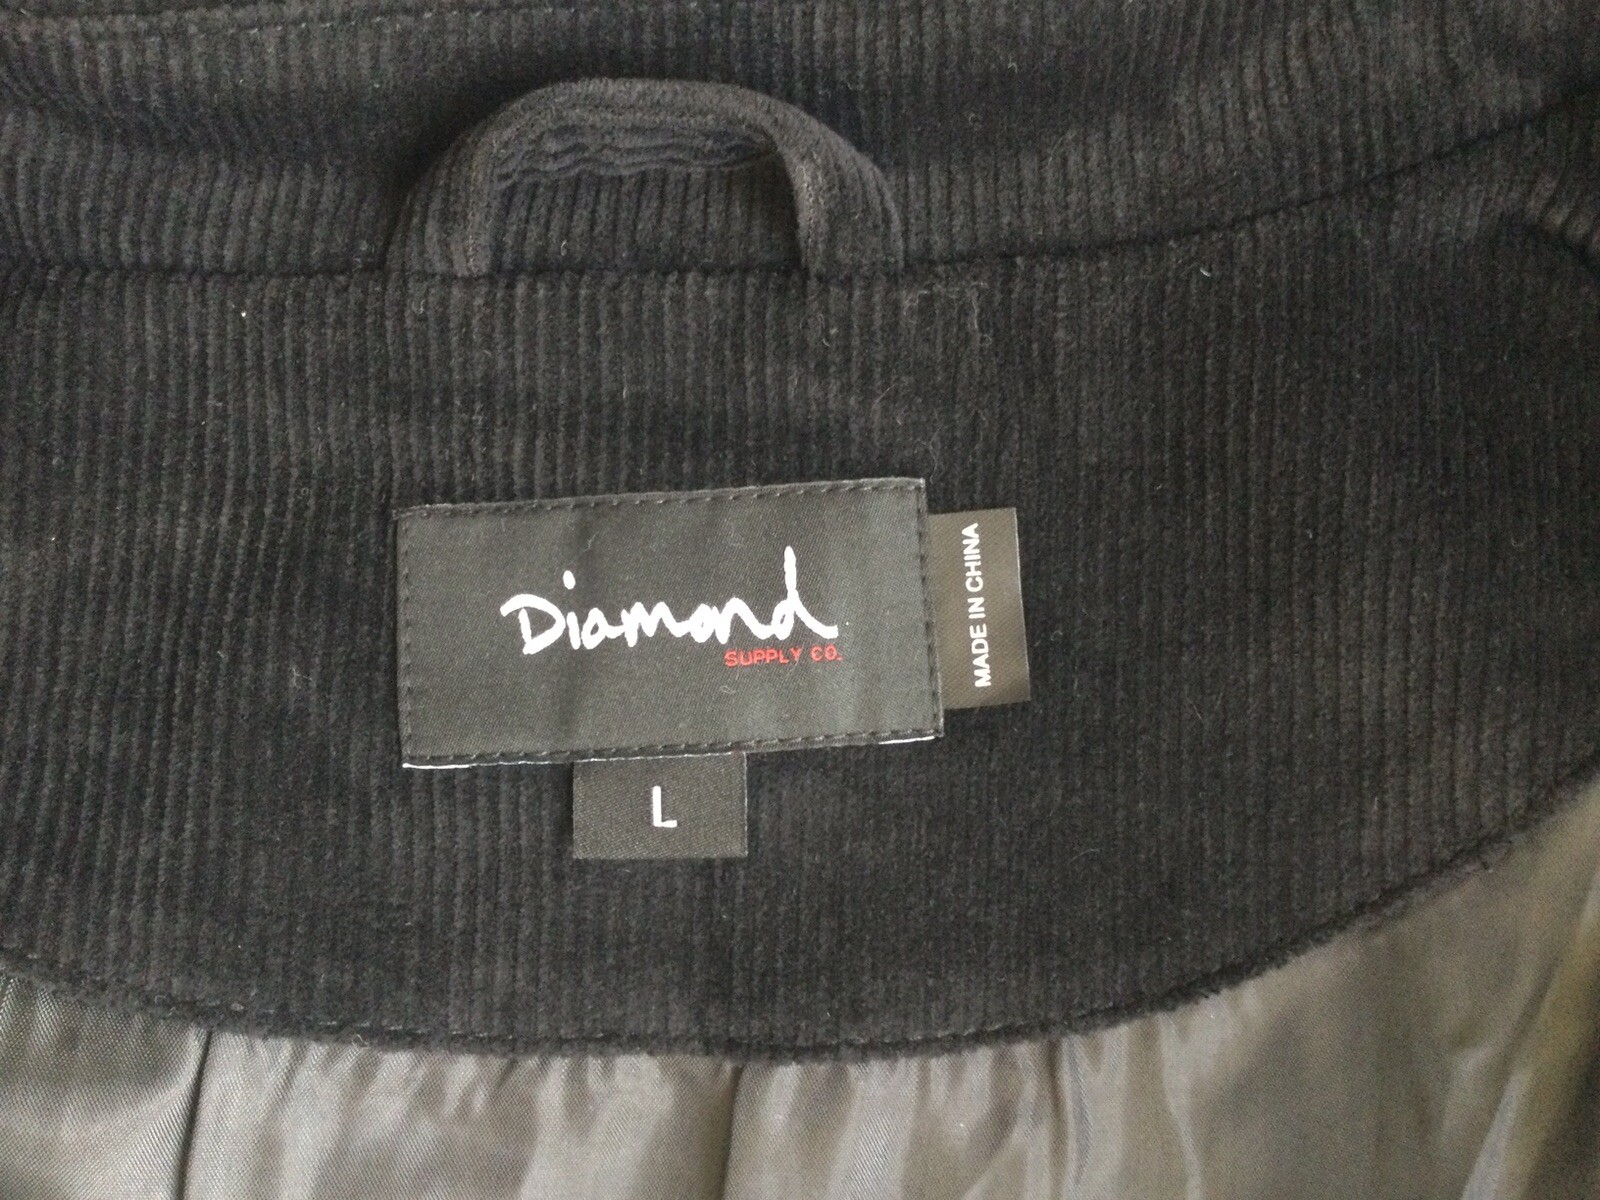 Diamond
SUPPLY CO.
MADE IN CHINA
L